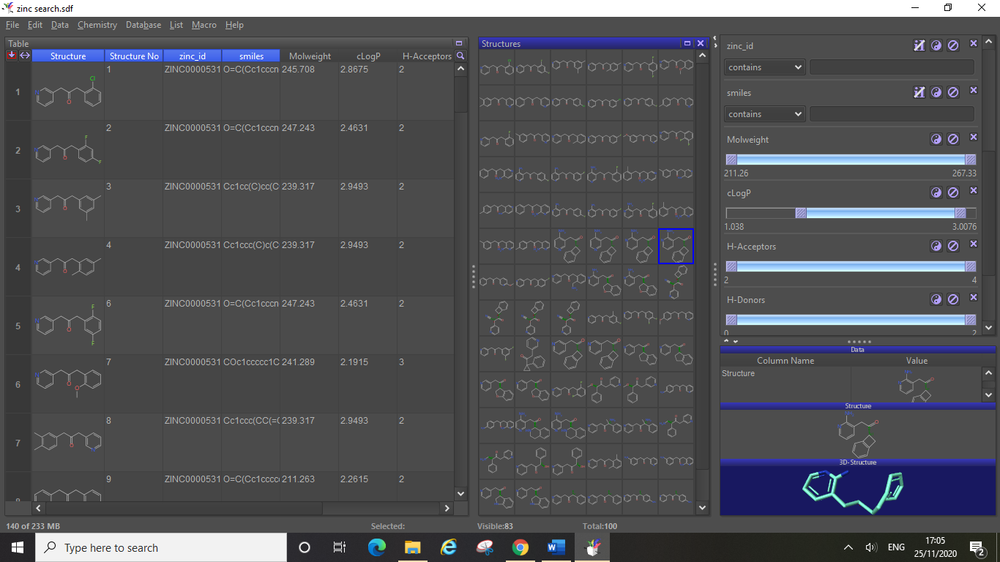 zinc search.sdf
File Edit Data Chemistry Database List Macro Help
Table
Structure Structure No zinc_id smiles Molweight cLogP H-Acceptors
1 1 ZINC0000531 O=C(Cc1cccn 245.708 2.8675 2
Cl
N
O
2 2 ZINC0000531 O=C(Cc1cccn 247.243 2.4631 2
F
N
O
F
3 3 ZINC0000531 Cc1cc(C)cc(C 239.317 2.9493 2
N
O
4 4 ZINC0000531 Cc1ccc(C)c(C 239.317 2.9493 2
N
O
5 6 ZINC0000531 O=C(Cc1cccn 247.243 2.4631 2
F
N
O
F
6 7 ZINC0000531 COc1ccccc1C 241.289 2.1915 3
N
O
O
7 8 ZINC0000531 Cc1ccc(CC(=O 239.317 2.9493 2
O
N
9 ZINC0000531 O=C(Cc1cccc 211.263 2.2615 2
Structures
zinc_id
contains
smiles
contains
Molweight
211.26 267.33
cLogP
1.038 3.0076
H-Acceptors
2 4
H-Donors
0 2
Data
Column Name Value
Structure
Structure
3D-Structure
140 of 233 MB Selected: Visible:83 Total:100
Type here to search
ENG
17:05
25/11/2020
2